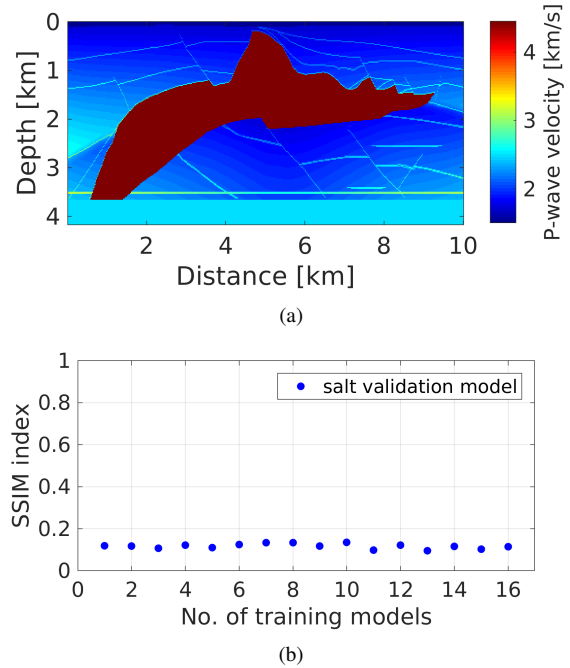 0
1
2
3
4
Depth [km]
2
4
6
8
10
Distance [km]
4
3
2
P-wave velocity [km/s]
(a)
1
0.8
0.6
0.4
0.2
0
SSIM index
salt validation model
0 2 4 6 8 10 12 14 16
No. of training models
(b)